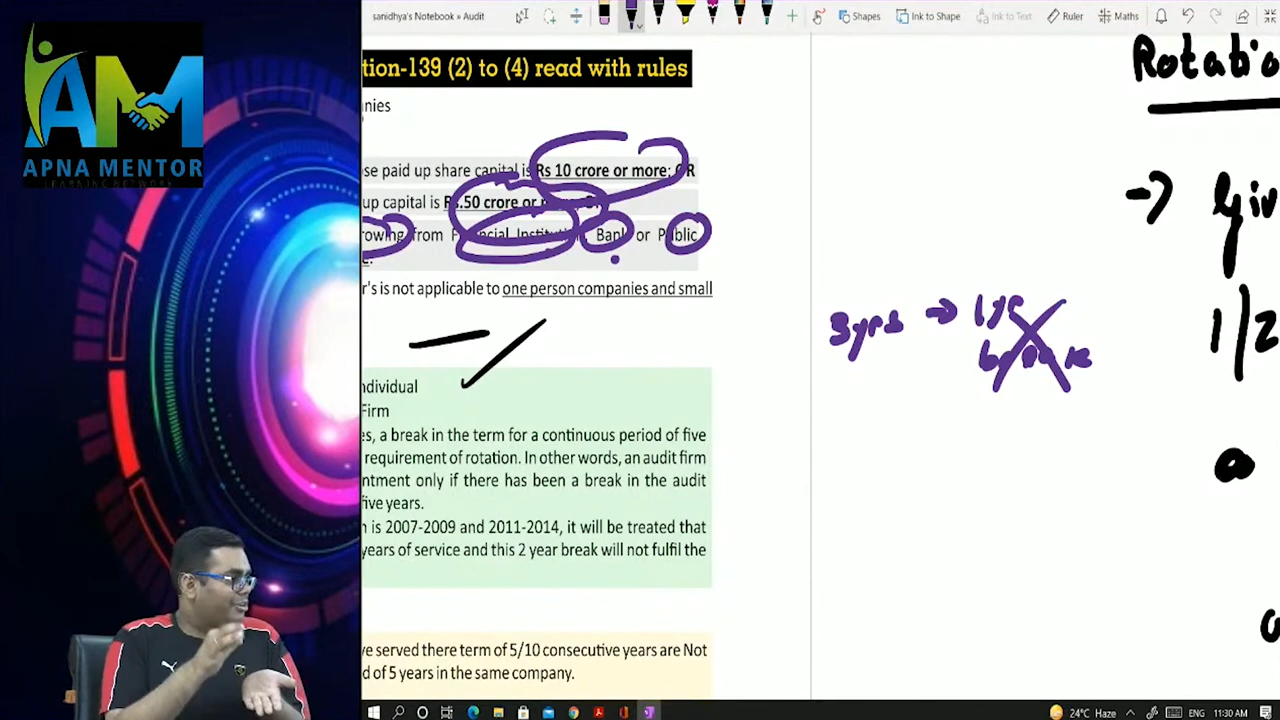 sanidhya's Notebook » Audit
Shapes
Ink to Shape
Ink to Text
Ruler
Maths
AM
APNA MENTOR
LEARNING NETWORK
tion-139 (2) to (4) read with rules
nies
se paid up share capital is Rs 10 crore or more; OR
up capital is Rs.50 crore or
rowing from Financial Institution, Bank or Public
r's is not applicable to one person companies and small
ndividual
Firm
es, a break in the term for a continuous period of five
requirement of rotation. In other words, an audit firm
ntment only if there has been a break in the audit
five years.
n is 2007-2009 and 2011-2014, it will be treated that
years of service and this 2 year break will not fulfil the
ve served there term of 5/10 consecutive years are Not
d of 5 years in the same company.
3yrs → 1yr
Rotatio
→ Giv
1/2
a
24°C Haze
ENG
11:30 AM